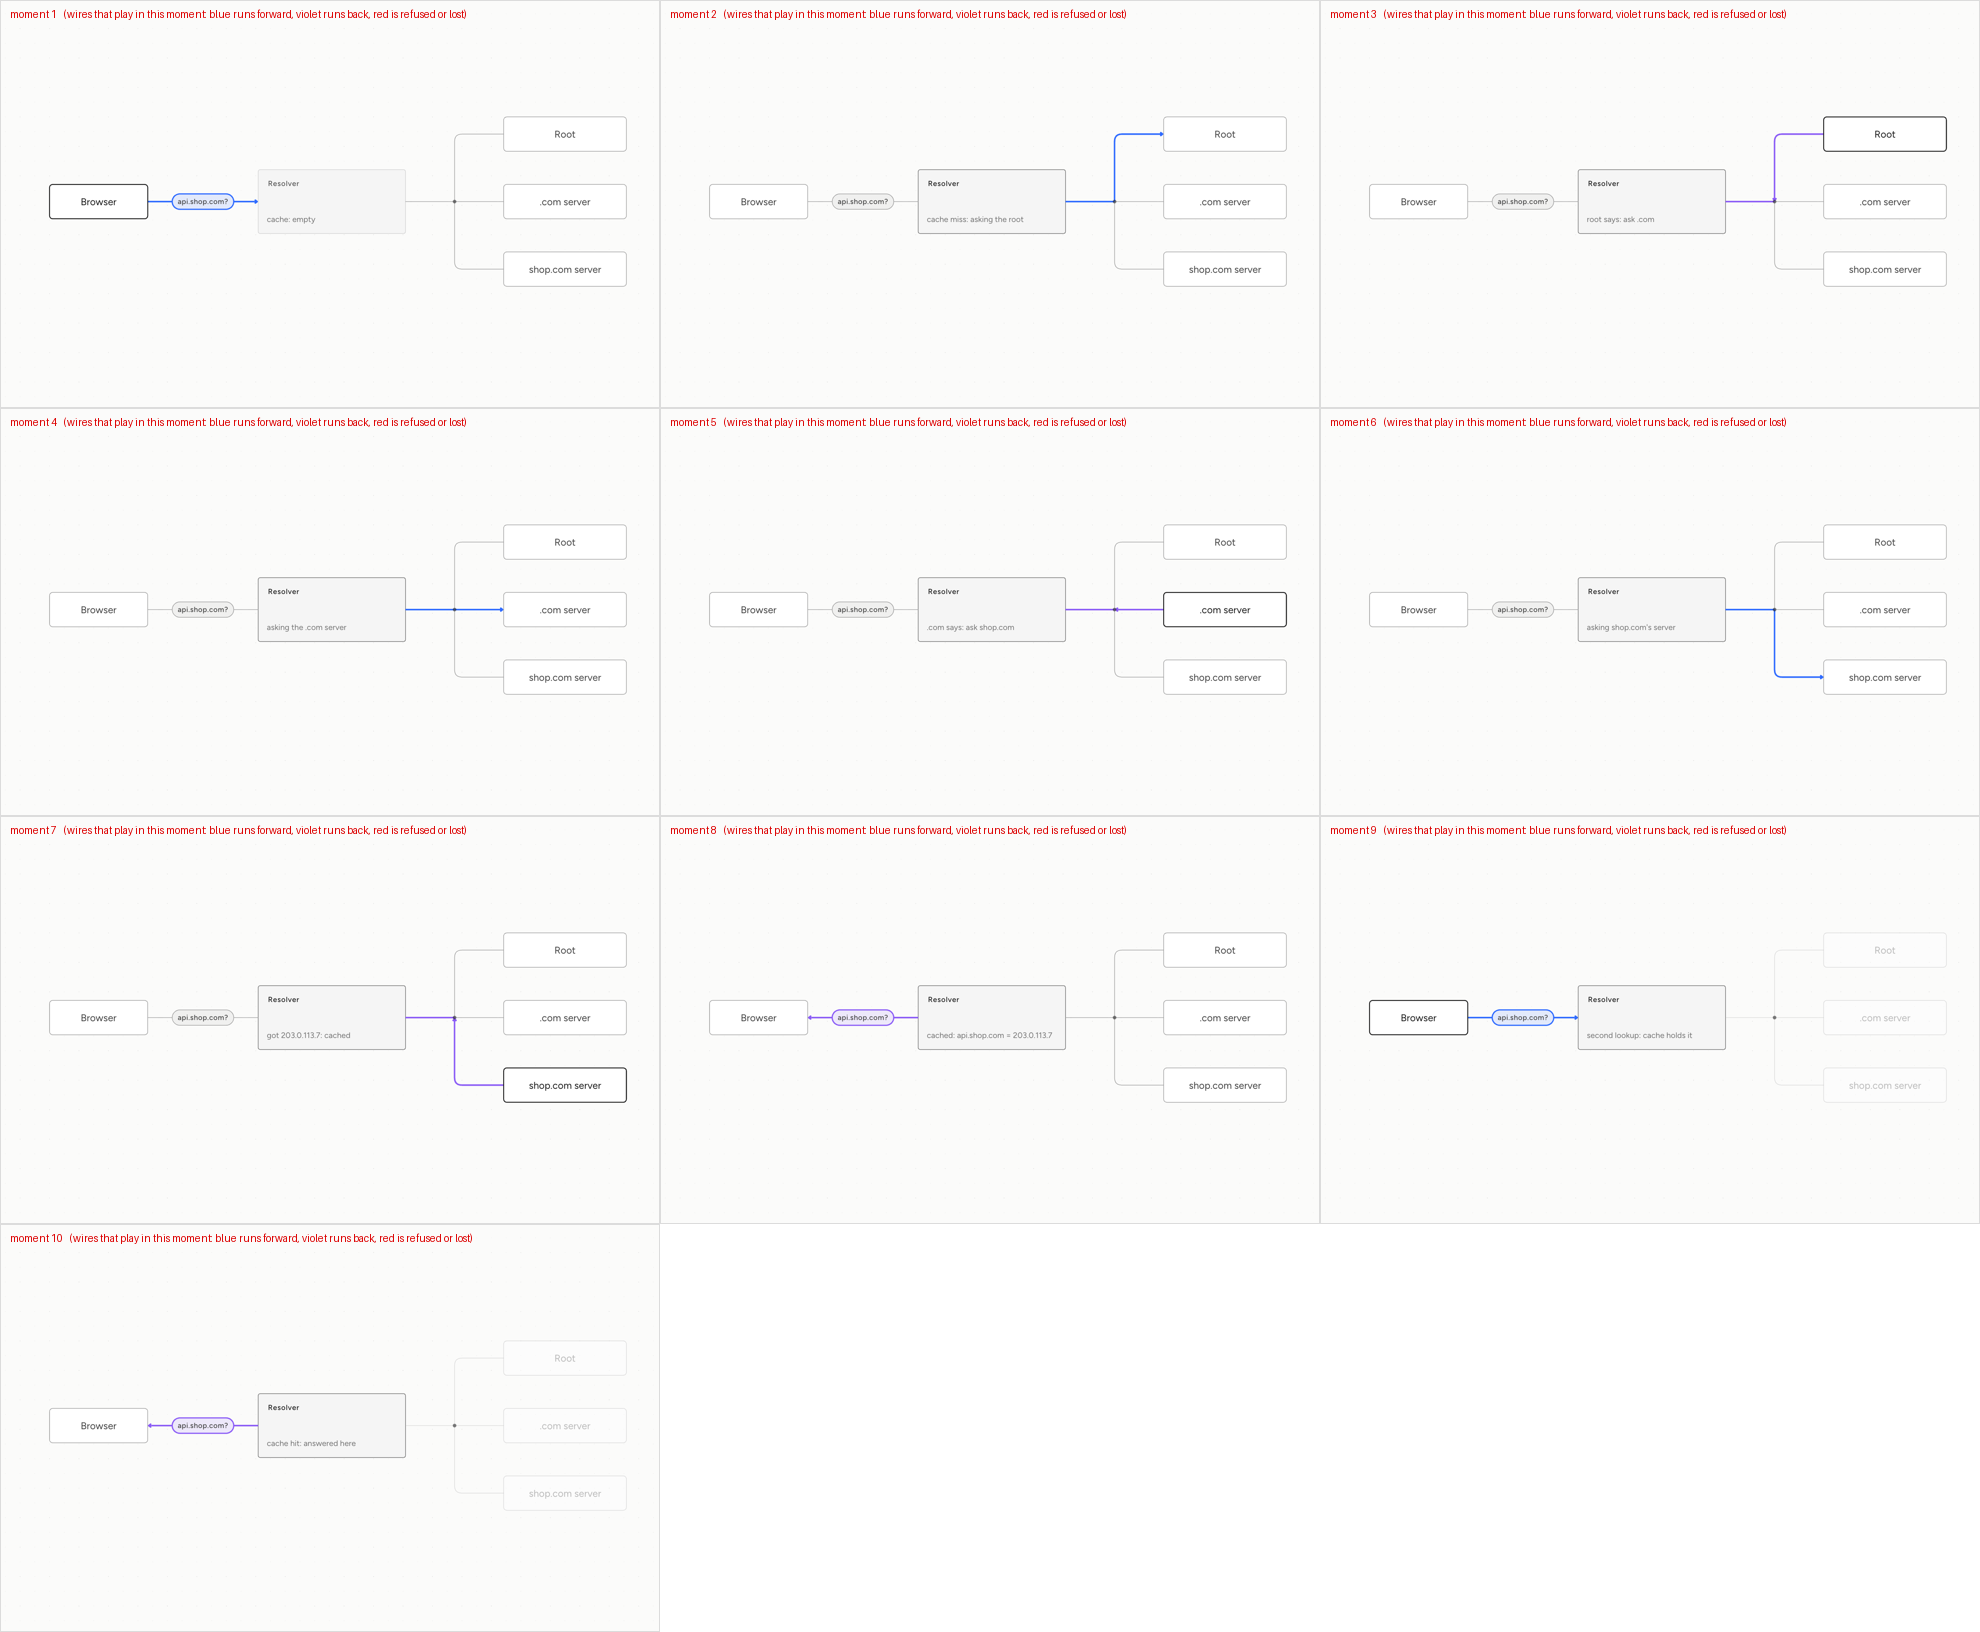 moment 1 (wires that play in this moment: blue runs forward, violet runs back, red is refused or lost)
Root
Resolver
Browser
api.shop.com?
cache: empty
.com server
shop.com server
moment 2 (wires that play in this moment: blue runs forward, violet runs back, red is refused or lost)
Root
Resolver
Browser
api.shop.com?
cache miss: asking the root
.com server
shop.com server
moment 3 (wires that play in this moment: blue runs forward, violet runs back, red is refused or lost)
Root
Resolver
Browser
api.shop.com?
root says: ask .com
.com server
shop.com server
moment 4 (wires that play in this moment: blue runs forward, violet runs back, red is refused or lost)
Root
Resolver
Browser
api.shop.com?
asking the .com server
.com server
shop.com server
moment 5 (wires that play in this moment: blue runs forward, violet runs back, red is refused or lost)
Root
Resolver
Browser
api.shop.com?
.com says: ask shop.com
.com server
shop.com server
moment 6 (wires that play in this moment: blue runs forward, violet runs back, red is refused or lost)
Root
Resolver
Browser
api.shop.com?
asking shop.com's server
.com server
shop.com server
moment 7 (wires that play in this moment: blue runs forward, violet runs back, red is refused or lost)
Root
Resolver
Browser
api.shop.com?
got 203.0.113.7: cached
.com server
shop.com server
moment 8 (wires that play in this moment: blue runs forward, violet runs back, red is refused or lost)
Root
Resolver
Browser
api.shop.com?
cached: api.shop.com = 203.0.113.7
.com server
shop.com server
moment 9 (wires that play in this moment: blue runs forward, violet runs back, red is refused or lost)
Root
Resolver
Browser
api.shop.com?
second lookup: cache holds it
.com server
shop.com server
moment 10 (wires that play in this moment: blue runs forward, violet runs back, red is refused or lost)
Root
Resolver
Browser
api.shop.com?
cache hit: answered here
.com server
shop.com server